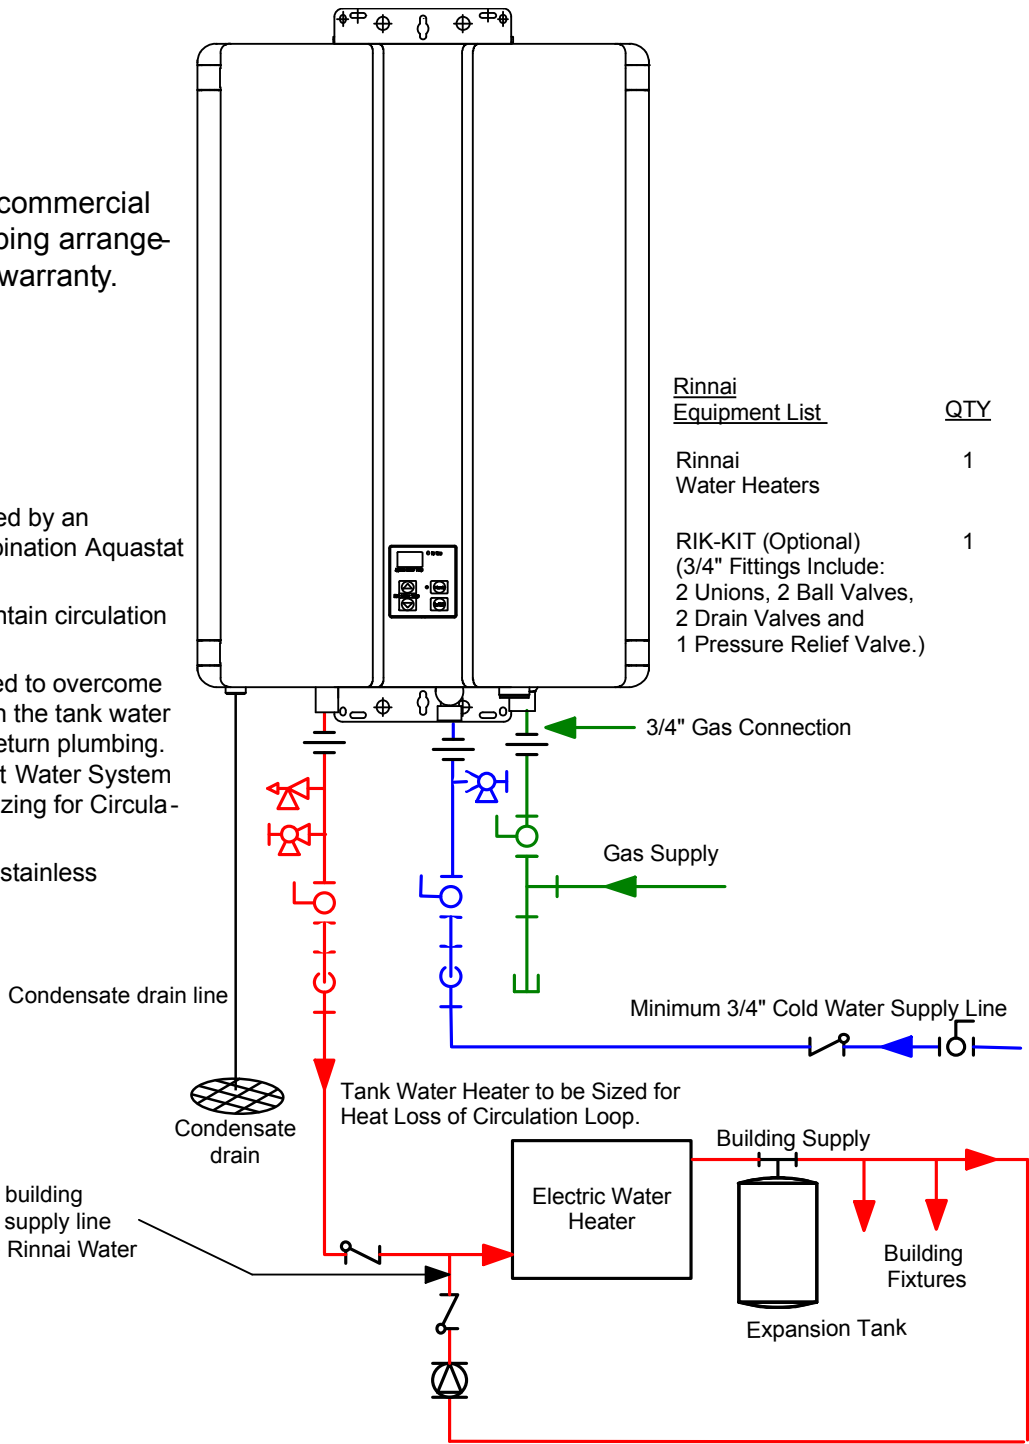 commercial
ping arrange-
warranty.
Rinnai
Equipment List QTY
Rinnai 1
Water Heaters
RIK-KIT (Optional) 1
(3/4" Fittings Include:
2 Unions, 2 Ball Valves,
2 Drain Valves and
1 Pressure Relief Valve.)
ed by an
bination Aquastat
ntain circulation
ed to overcome
n the tank water
eturn plumbing.
t Water System
izing for Circula-
stainless
3/4" Gas Connection
Gas Supply
Condensate drain line
Minimum 3/4" Cold Water Supply Line
Tank Water Heater to be Sized for
Heat Loss of Circulation Loop.
Condensate
drain
Building Supply
Electric Water
Heater
building
supply line
Rinnai Water
Building
Fixtures
Expansion Tank